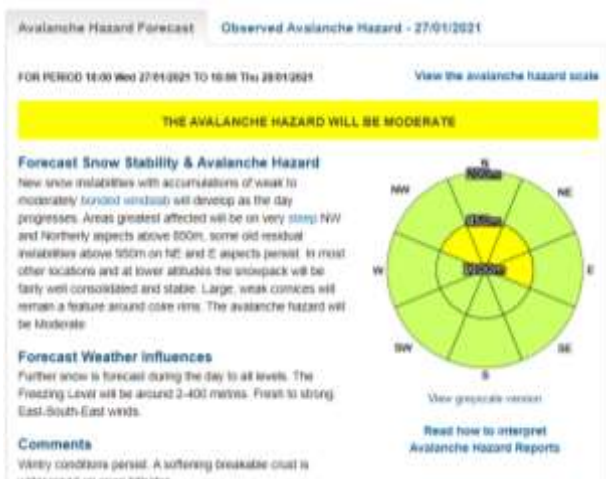 Avalanche Hazard Forecast
Observed Avalanche Hazard - 27/01/2021
FOR PERIOD 18:00 Wed 27/01/2021 TO 18:00 Thu 28/01/2021
View the avalanche hazard scale
THE AVALANCHE HAZARD WILL BE MODERATE
Forecast Snow Stability & Avalanche Hazard
New snow instabilities with accumulations of weak to
moderately bonded windslab will develop as the day
progresses. Areas greatest affected will be on very steep NW
and Northerly aspects above 650m, some old residual
instabilities above 550m on NE and E aspects persist. In most
other locations and at lower altitudes the snowpack will be
fairly well consolidated and stable. Large, weak cornices will
remain a feature around coire rims. The avalanche hazard will
be Moderate
N
NW
NE
W
E
SW
SE
S
View greyscale version
Read how to interpret
Avalanche Hazard Reports
Forecast Weather Influences
Further snow is forecast during the day to all levels. The
Freezing Level will be around 2-400 metres. Fresh to strong
East-South-East winds.
Comments
Wintry conditions persist. A softening breakable crust is